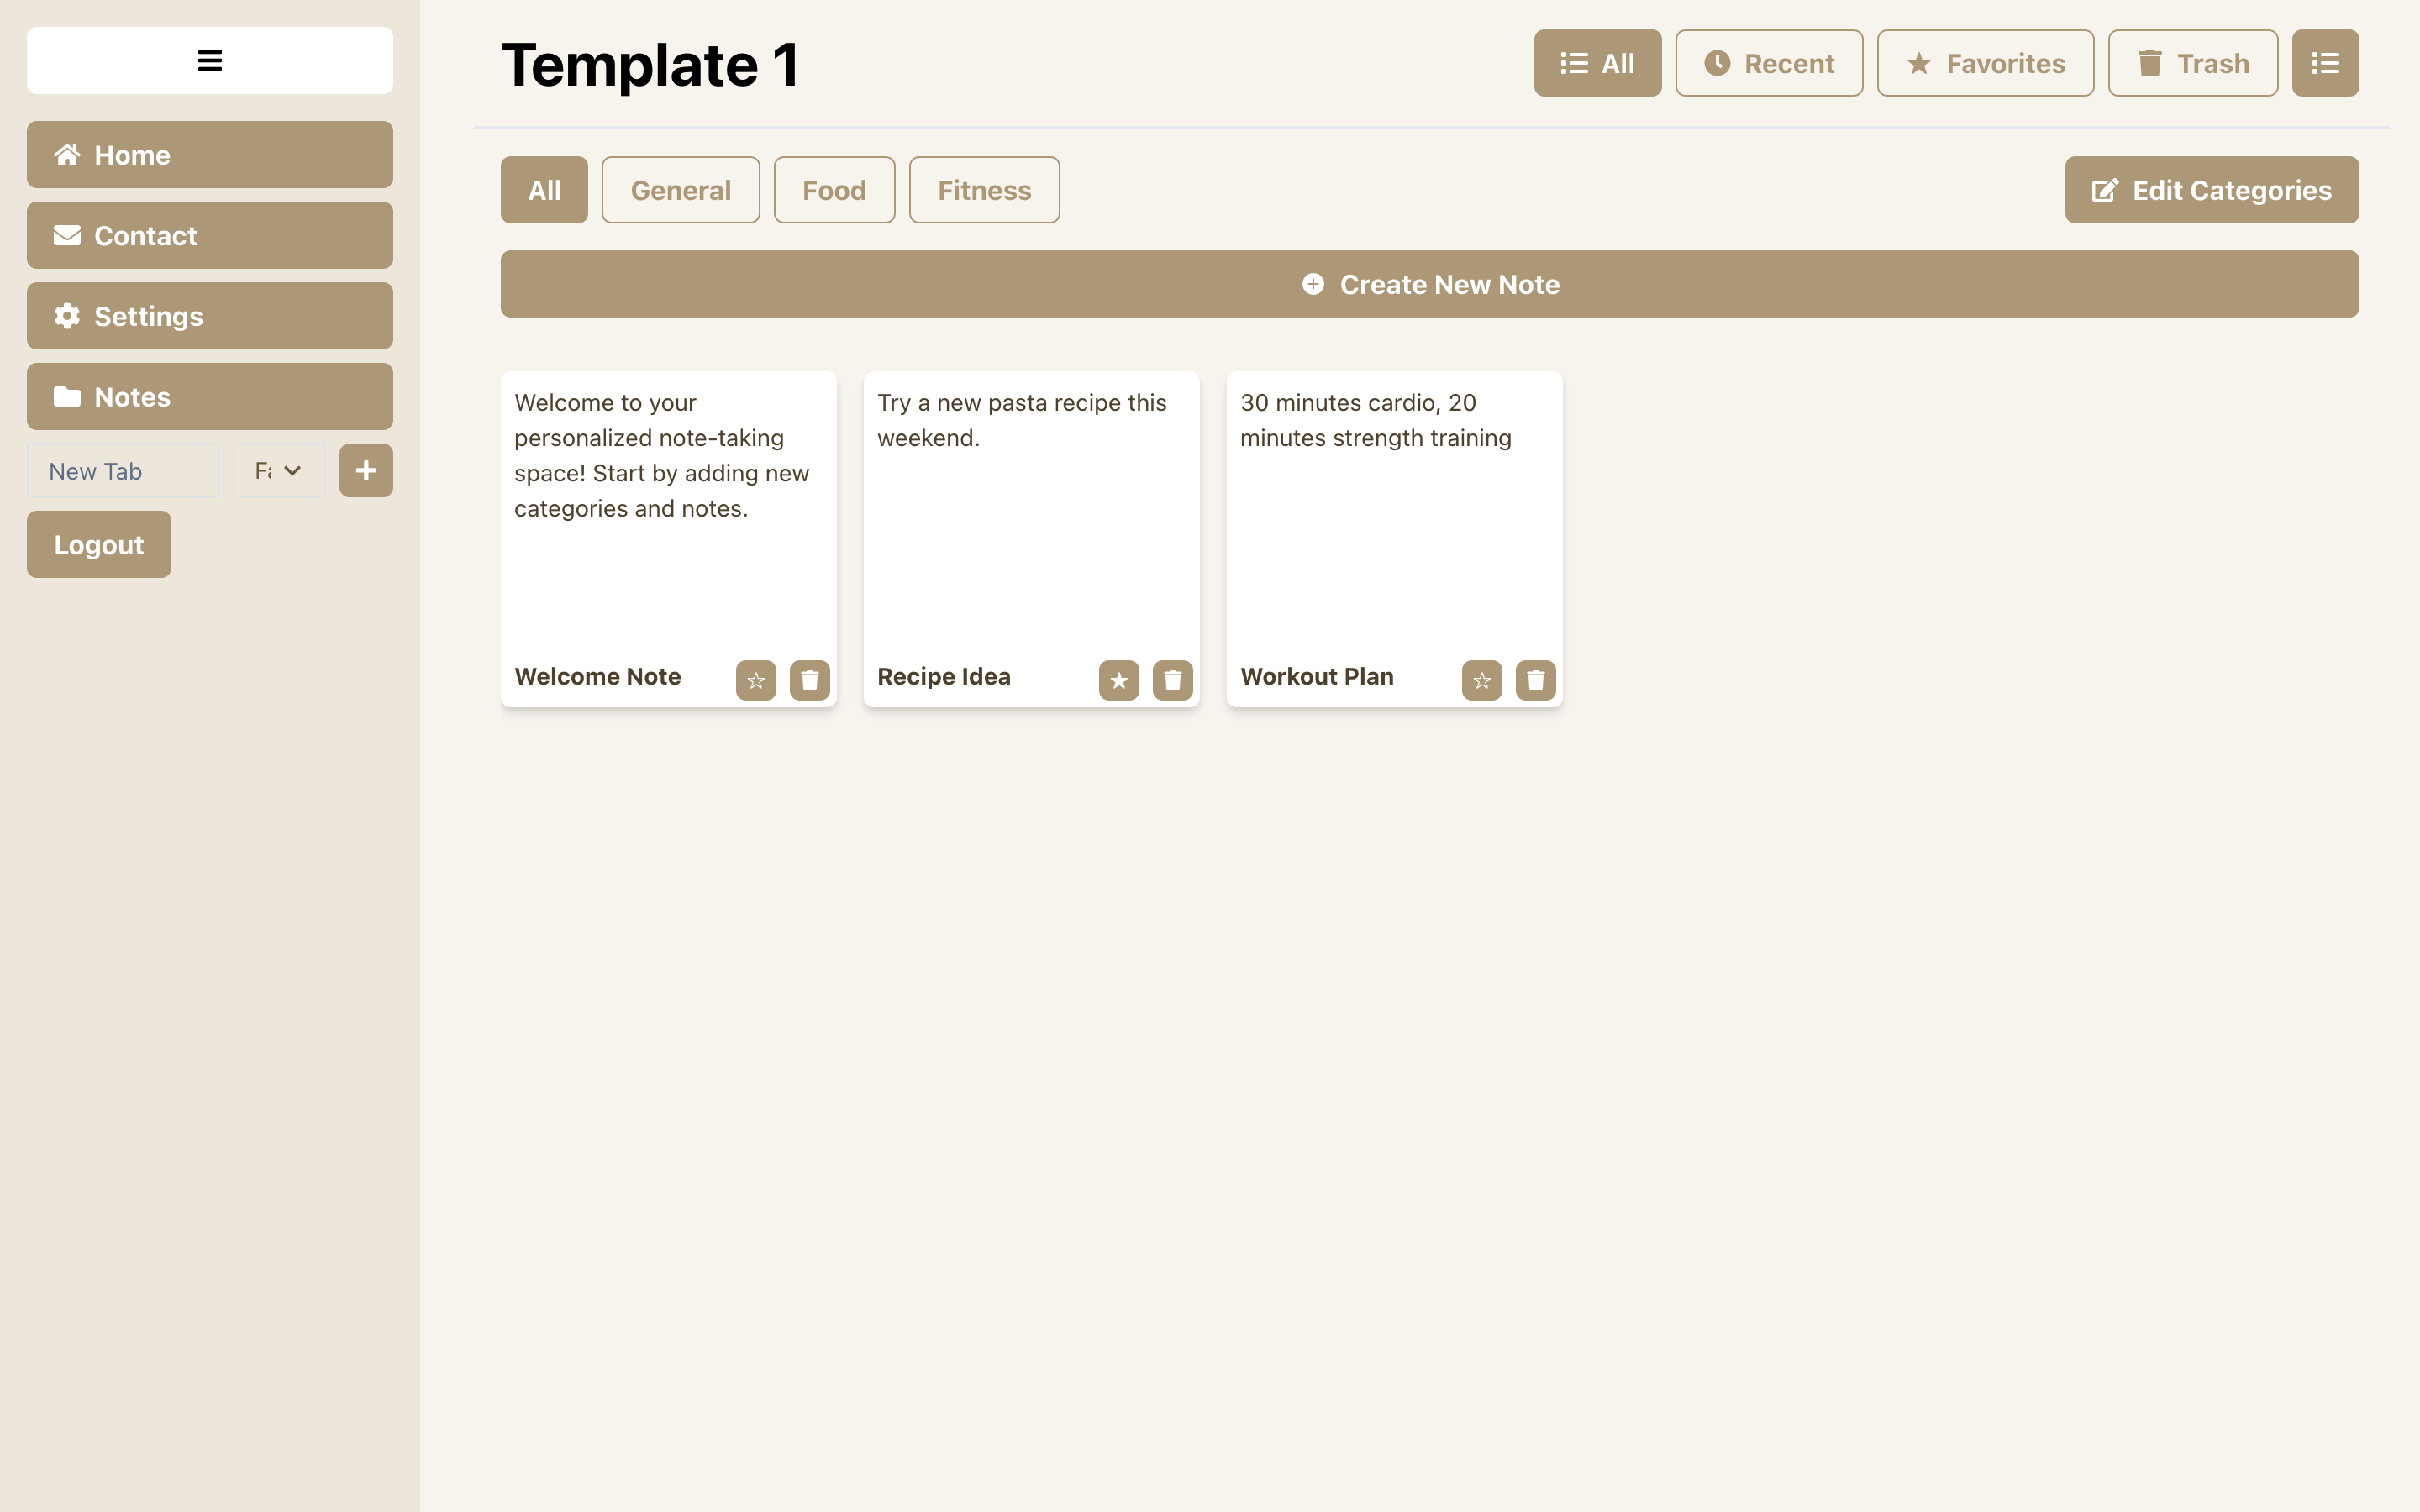 Home
Contact
Settings
Notes
New Tab
Logout
Template 1
All
Recent
Favorites
Trash
All
General
Food
Fitness
Edit Categories
Create New Note
Welcome to your
personalized note-taking
space! Start by adding new
categories and notes.
Welcome Note
Try a new pasta recipe this
weekend.
Recipe Idea
30 minutes cardio, 20
minutes strength training
Workout Plan